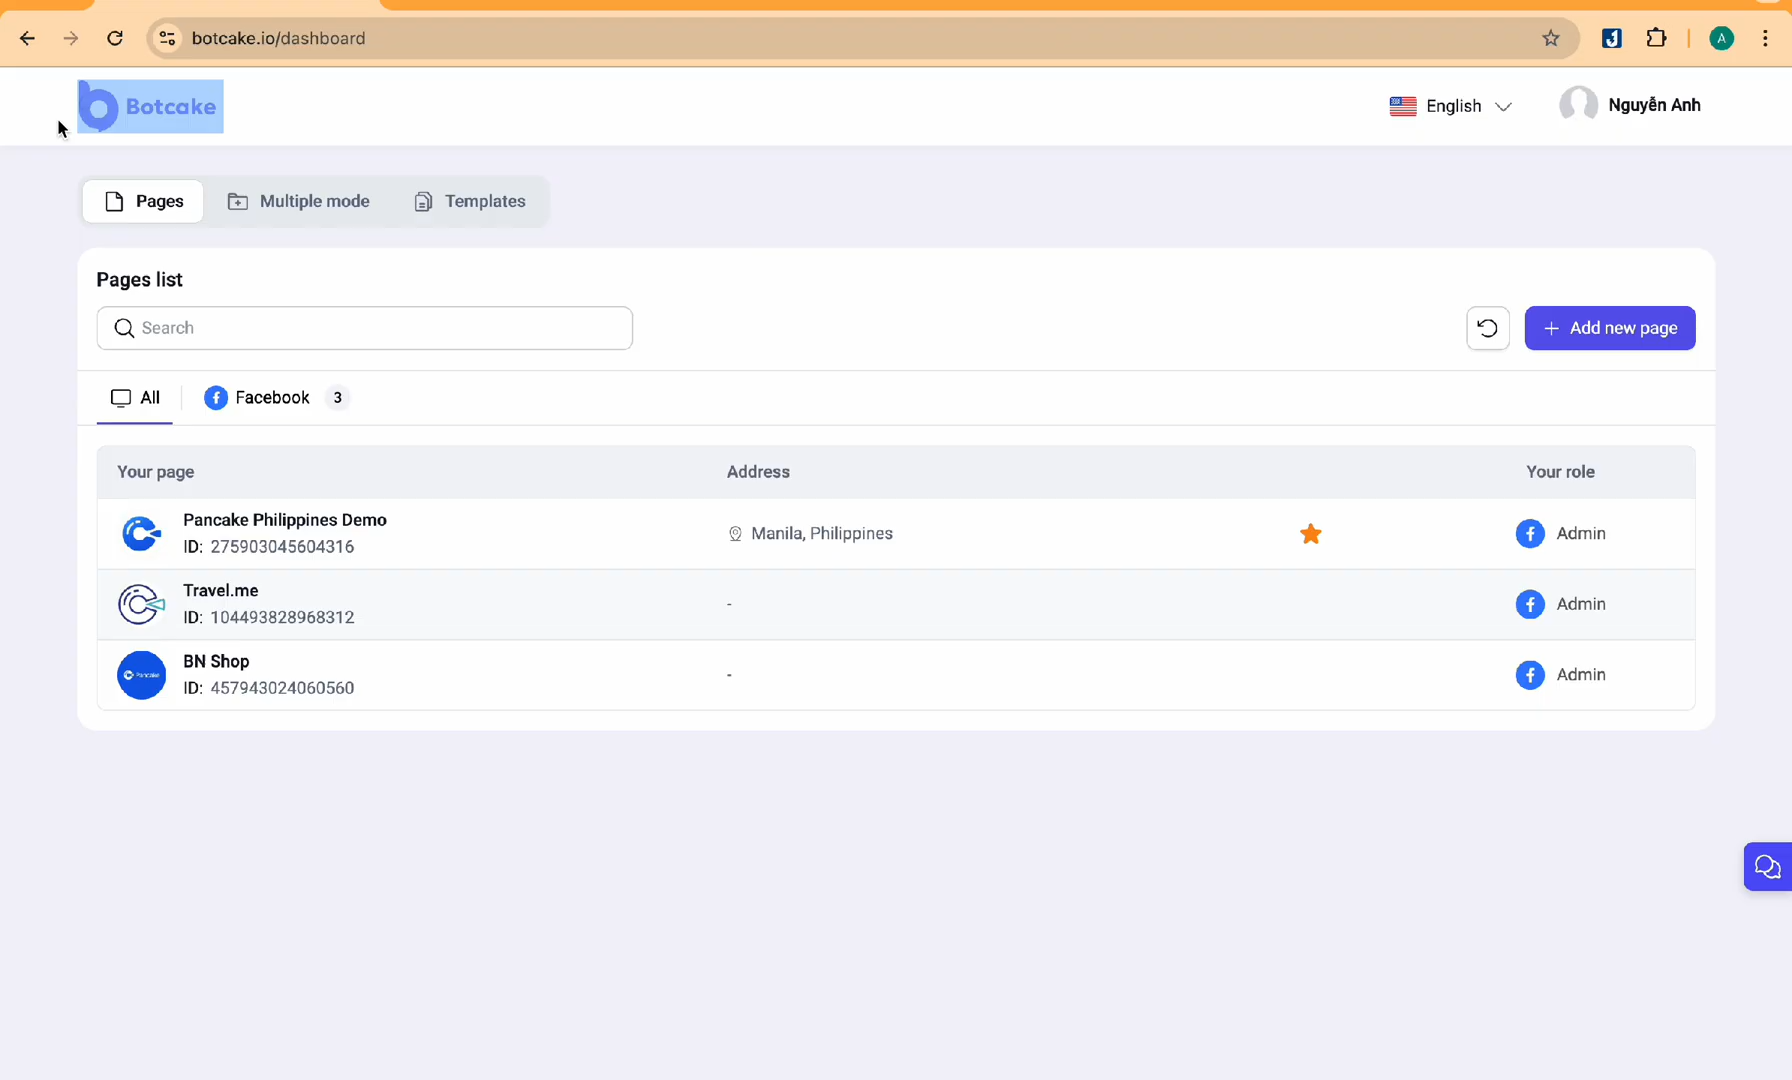 botcake.io/dashboard
A
Botcake
English
Nguyễn Anh
Pages
Multiple mode
Templates
Pages list
Search
Add new page
All
Facebook 3
Your page
Address
Your role
Pancake Philippines Demo
ID: 275903045604316
Manila, Philippines
Admin
Travel.me
ID: 104493828968312
-
Admin
Pancake
BN Shop
ID: 457943024060560
-
Admin